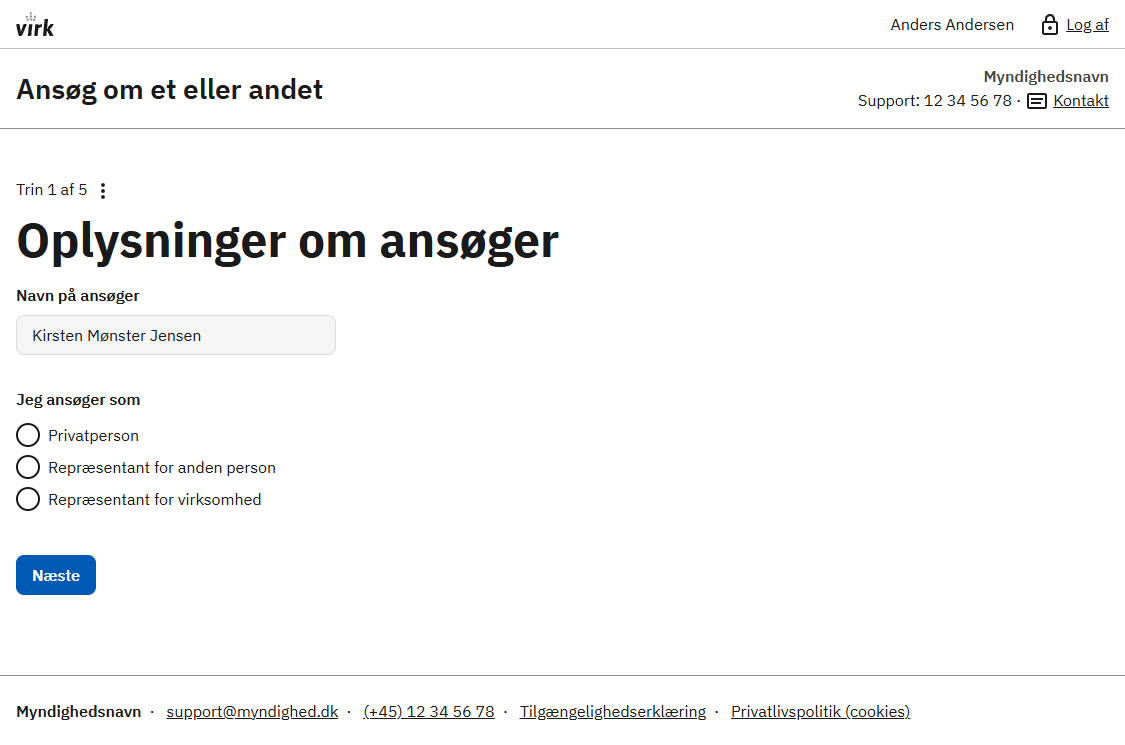 virk
Anders Andersen
Log af
Ansøg om et eller andet
Myndighedsnavn
Support: 12 34 56 78 · Kontakt
Trin 1 af 5
Oplysninger om ansøger
Navn på ansøger
Kirsten Mønster Jensen
Jeg ansøger som
Privatperson
Repræsentant for anden person
Repræsentant for virksomhed
Næste
Myndighedsnavn · support@myndighed.dk · (+45) 12 34 56 78 · Tilgængelighedserklæring · Privatlivspolitik (cookies)